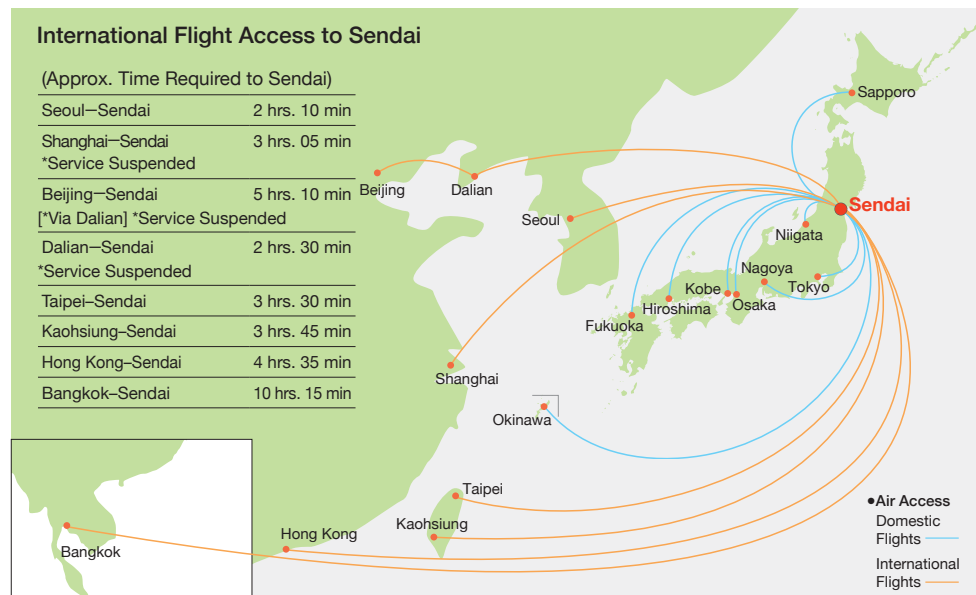 International Flight Access to Sendai
(Approx. Time Required to Sendai)
Seoul—Sendai 2 hrs. 10 min
Shanghai—Sendai 3 hrs. 05 min
*Service Suspended
Beijing—Sendai 5 hrs. 10 min
[*Via Dalian] *Service Suspended
Dalian—Sendai 2 hrs. 30 min
*Service Suspended
Taipei–Sendai 3 hrs. 30 min
Kaohsiung–Sendai 3 hrs. 45 min
Hong Kong–Sendai 4 hrs. 35 min
Bangkok–Sendai 10 hrs. 15 min
Sapporo
Beijing
Dalian
Seoul
Sendai
Niigata
Nagoya
Tokyo
Kobe
Osaka
Hiroshima
Fukuoka
Shanghai
Okinawa
Taipei
Kaohsiung
Hong Kong
Bangkok
●Air Access
Domestic
Flights
International
Flights